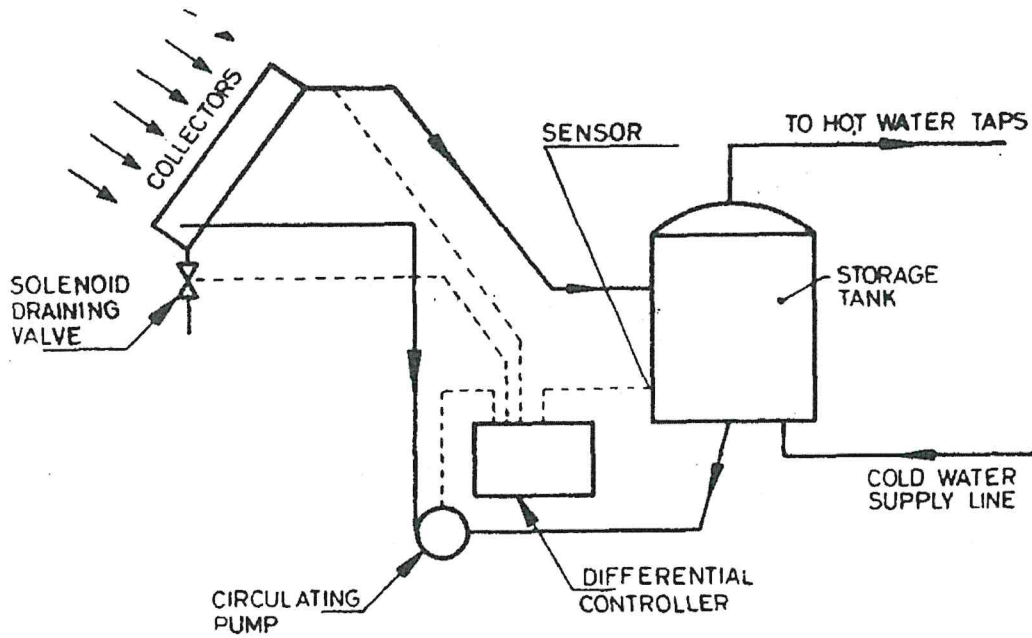 COLLECTORS
SENSOR
TO HOT WATER TAPS
SOLENOID
DRAINING
VALVE
STORAGE
TANK
COLD WATER
SUPPLY LINE
CIRCULATING
PUMP
DIFFERENTIAL
CONTROLLER